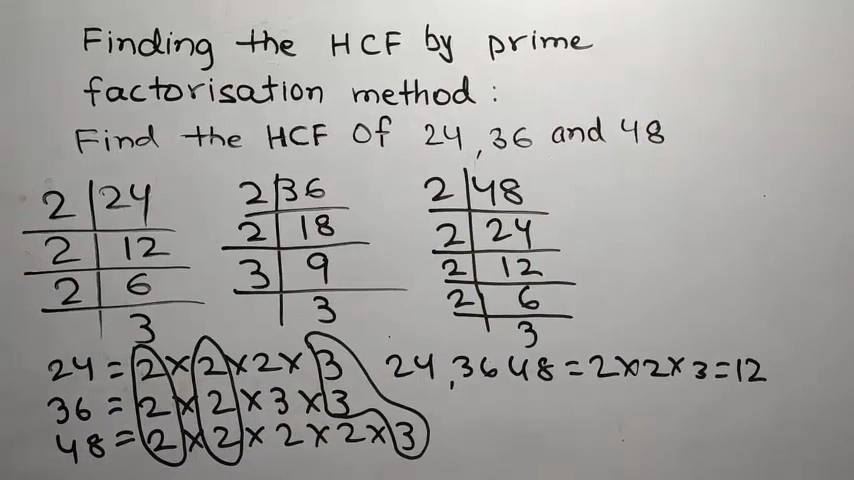 Finding the HCF by prime
factorisation method :
Find the HCF Of 24, 36 and 48
2 | 24
2 | 12
2 | 6
3
2 | 36
2 | 18
3 | 9
3
2 | 48
2 | 24
2 | 12
2 | 6
3
24 = 2 × 2 × 2 × 3
36 = 2 × 2 × 3 × 3
48 = 2 × 2 × 2 × 2 × 3
24, 36 48 = 2 × 2 × 3 = 12